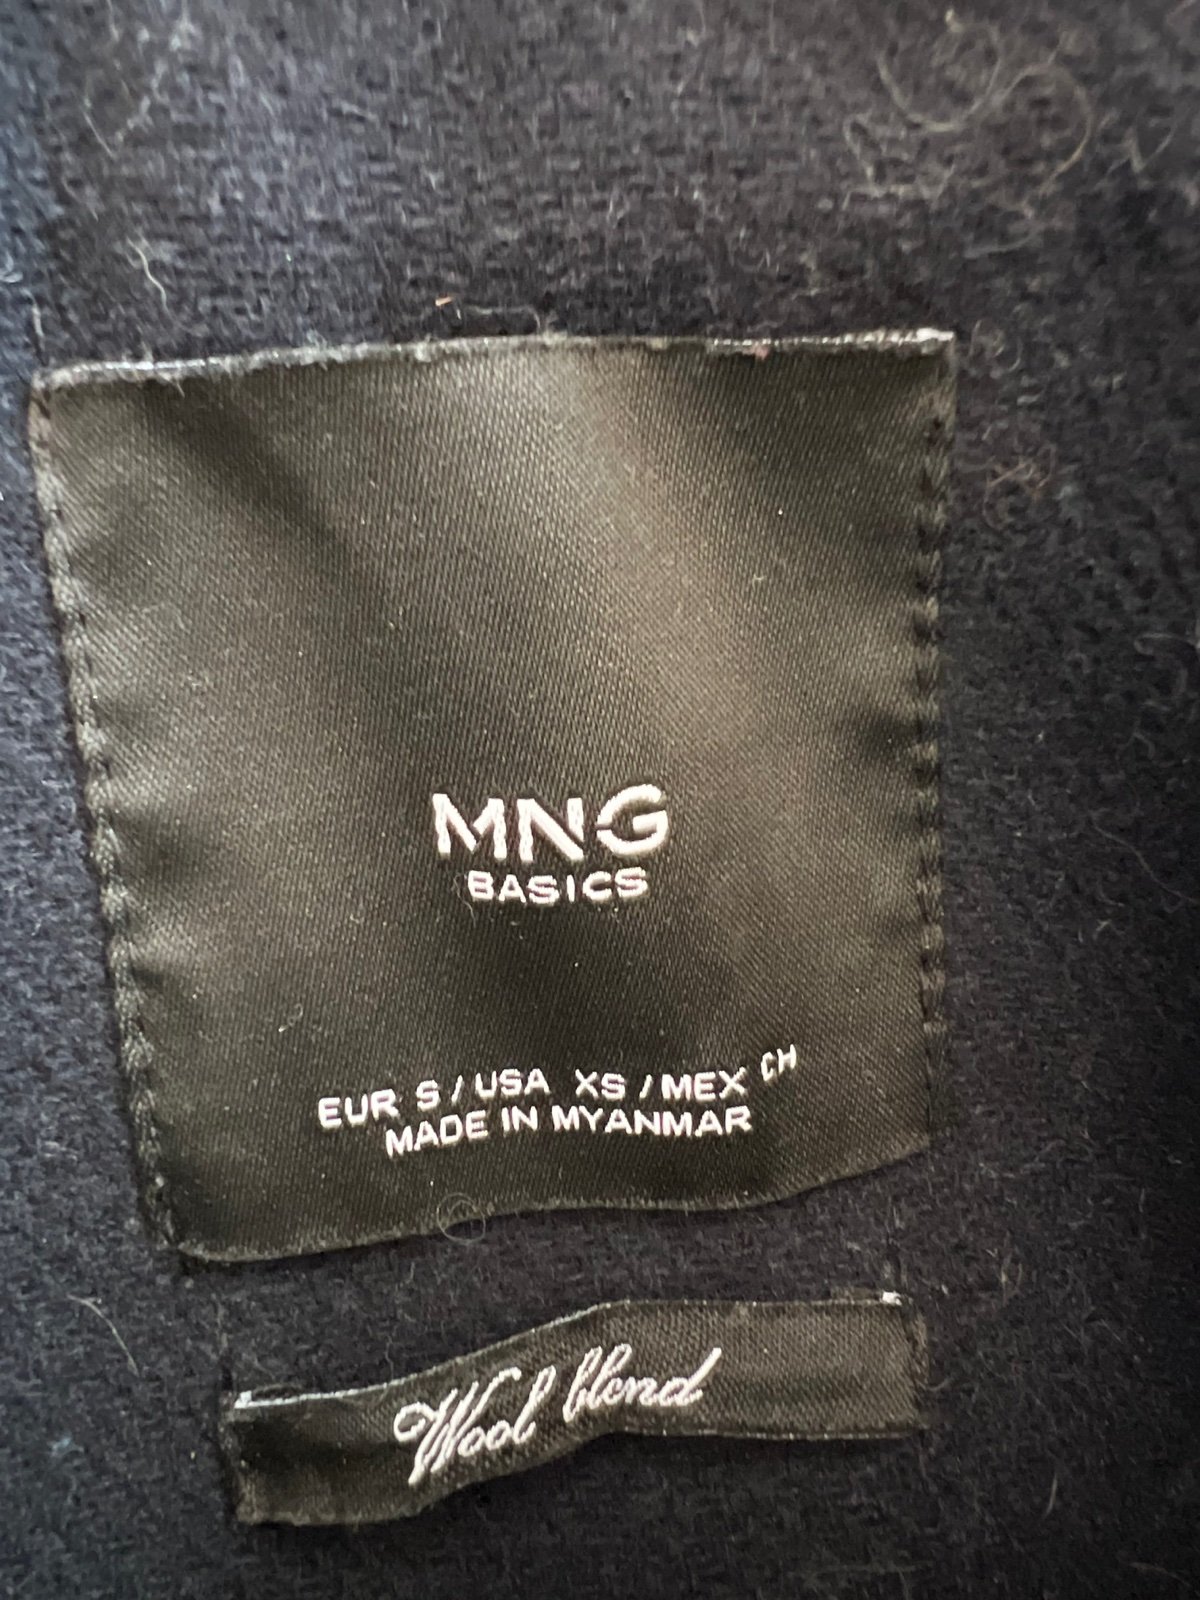 MNG
BASICS
EUR S / USA XS / MEX CH
MADE IN MYANMAR
Wool blend